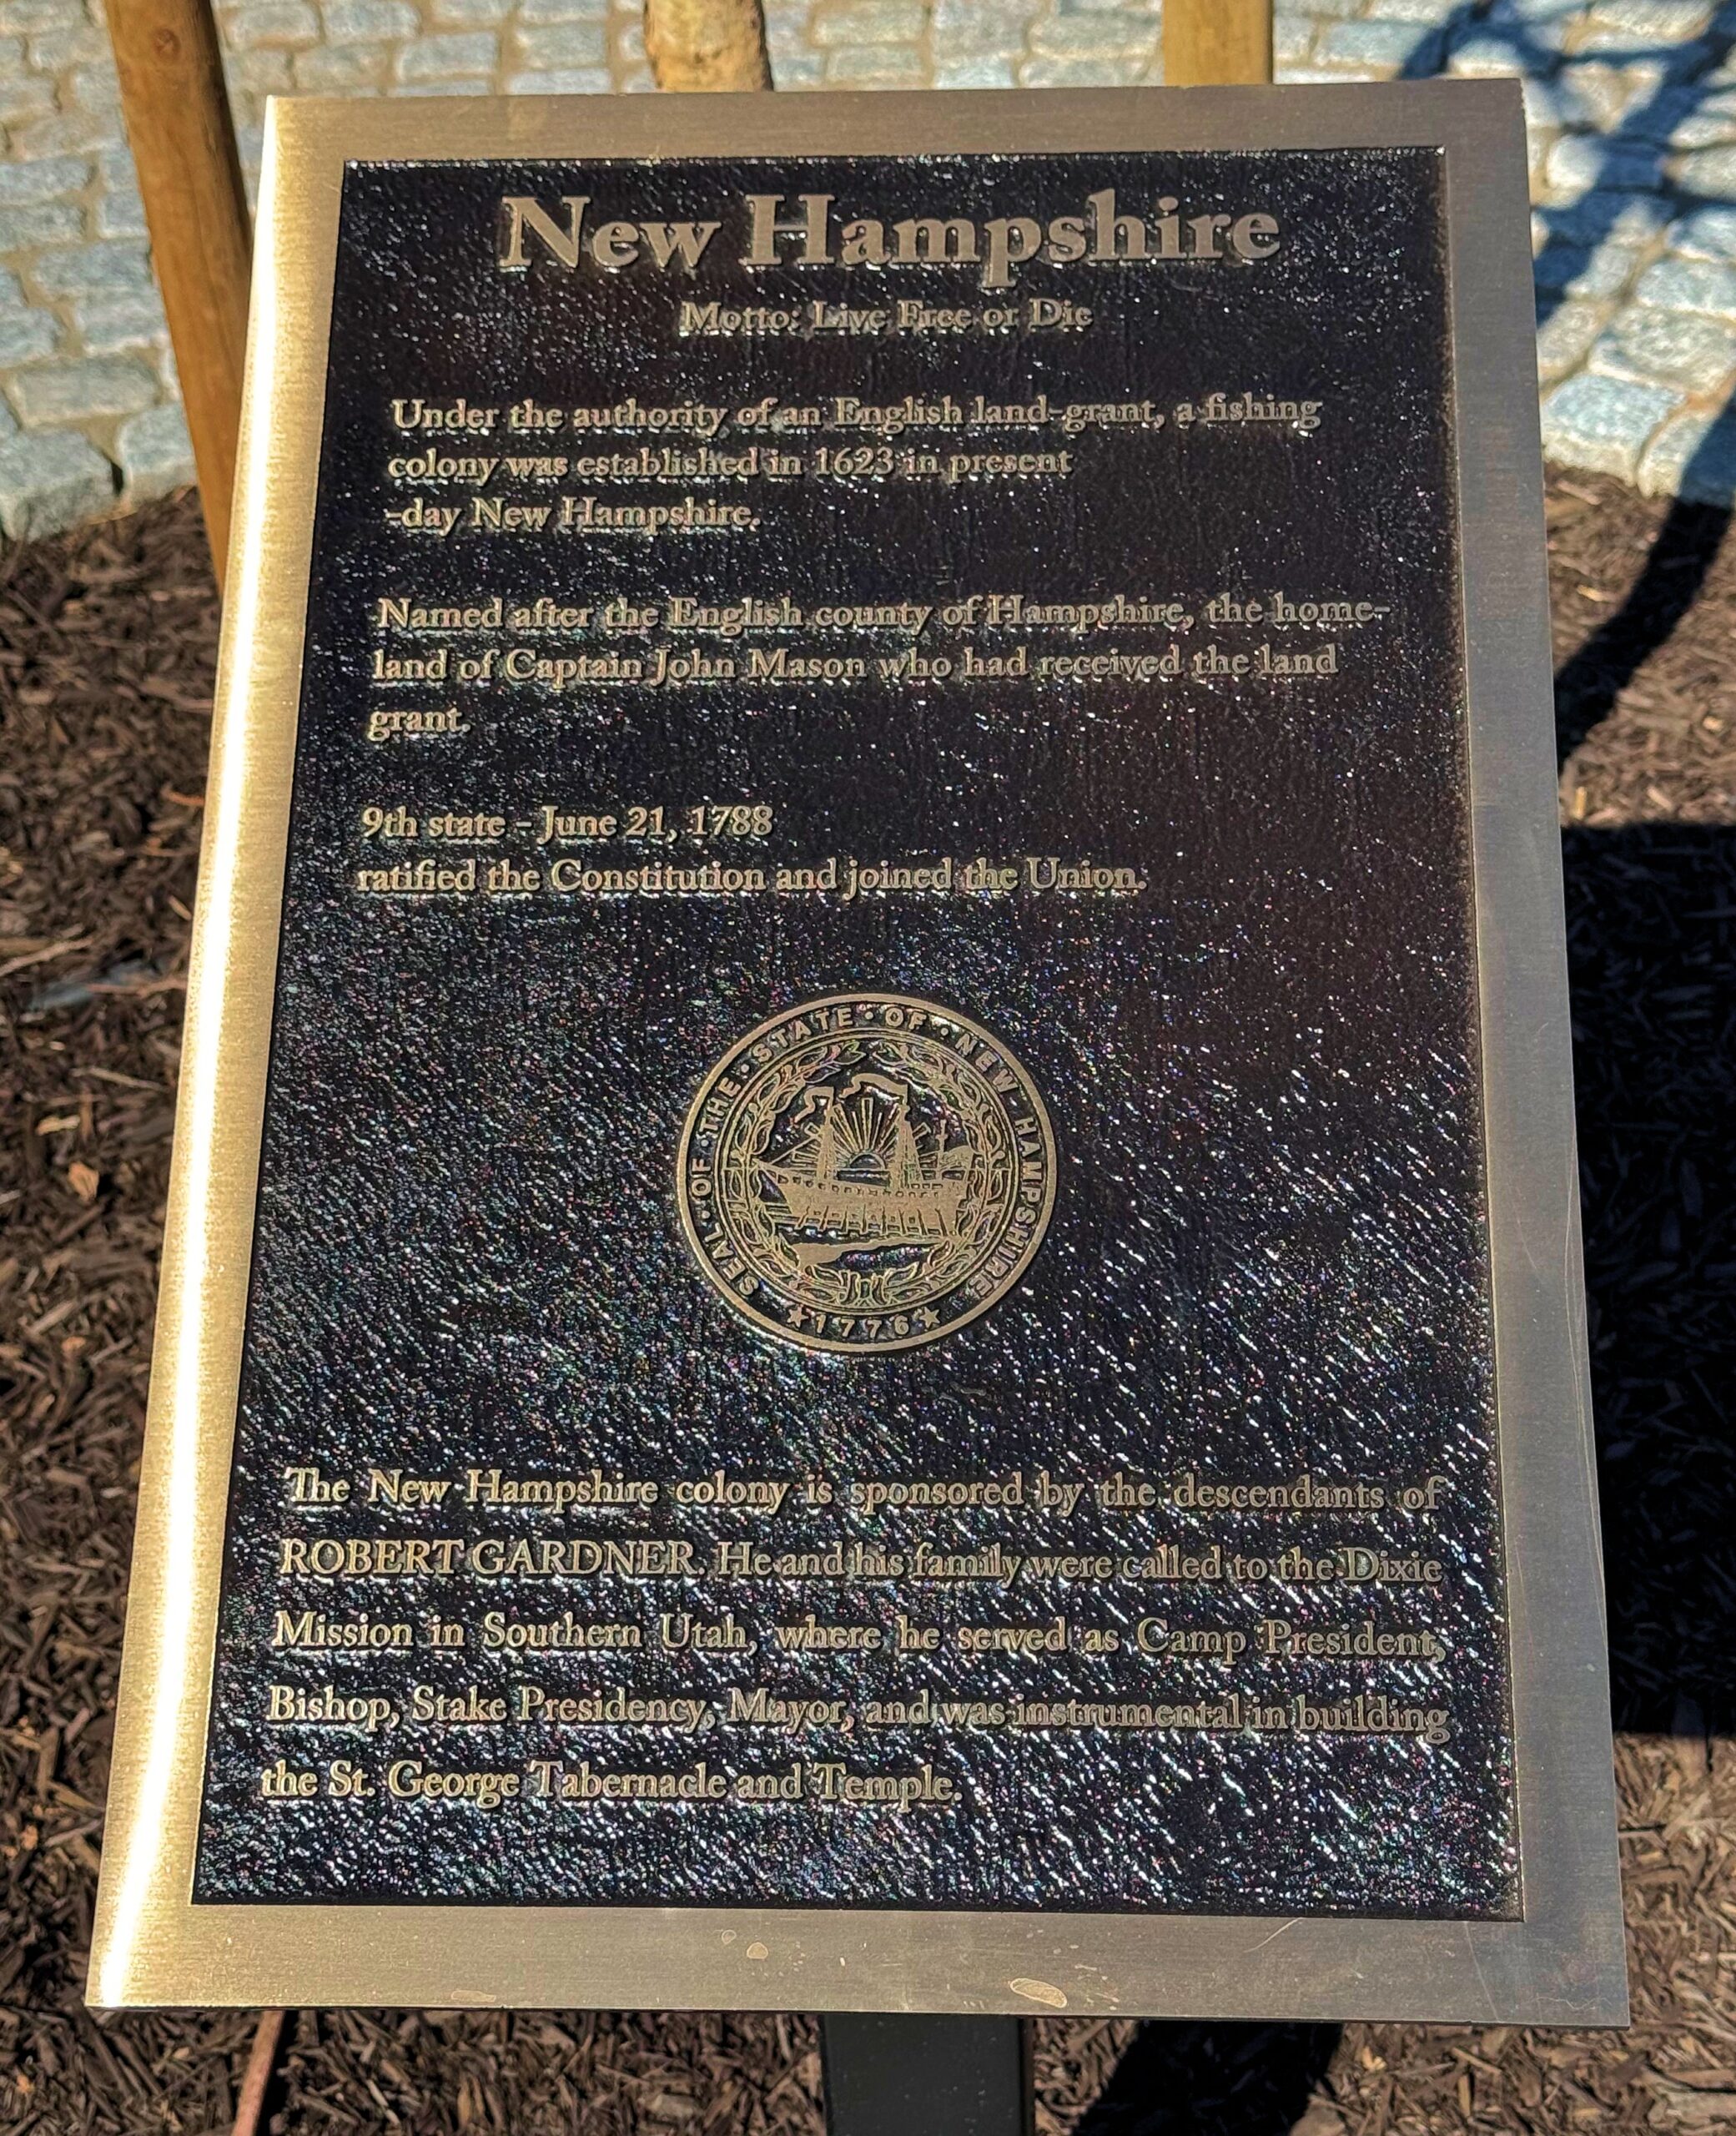 New Hampshire
Motto: Live Free or Die
Under the authority of an English land-grant, a fishing
colony was established in 1623 in present
-day New Hampshire.
Named after the English county of Hampshire, the home-
land of Captain John Mason who had received the land
grant.
9th state - June 21, 1788
ratified the Constitution and joined the Union.
SEAL · OF · THE · STATE · OF · NEW HAMPSHIRE
★ 1776 ★
The New Hampshire colony is sponsored by the descendants of
ROBERT GARDNER. He and his family were called to the Dixie
Mission in Southern Utah, where he served as Camp President,
Bishop, Stake Presidency, Mayor, and was instrumental in building
the St. George Tabernacle and Temple.